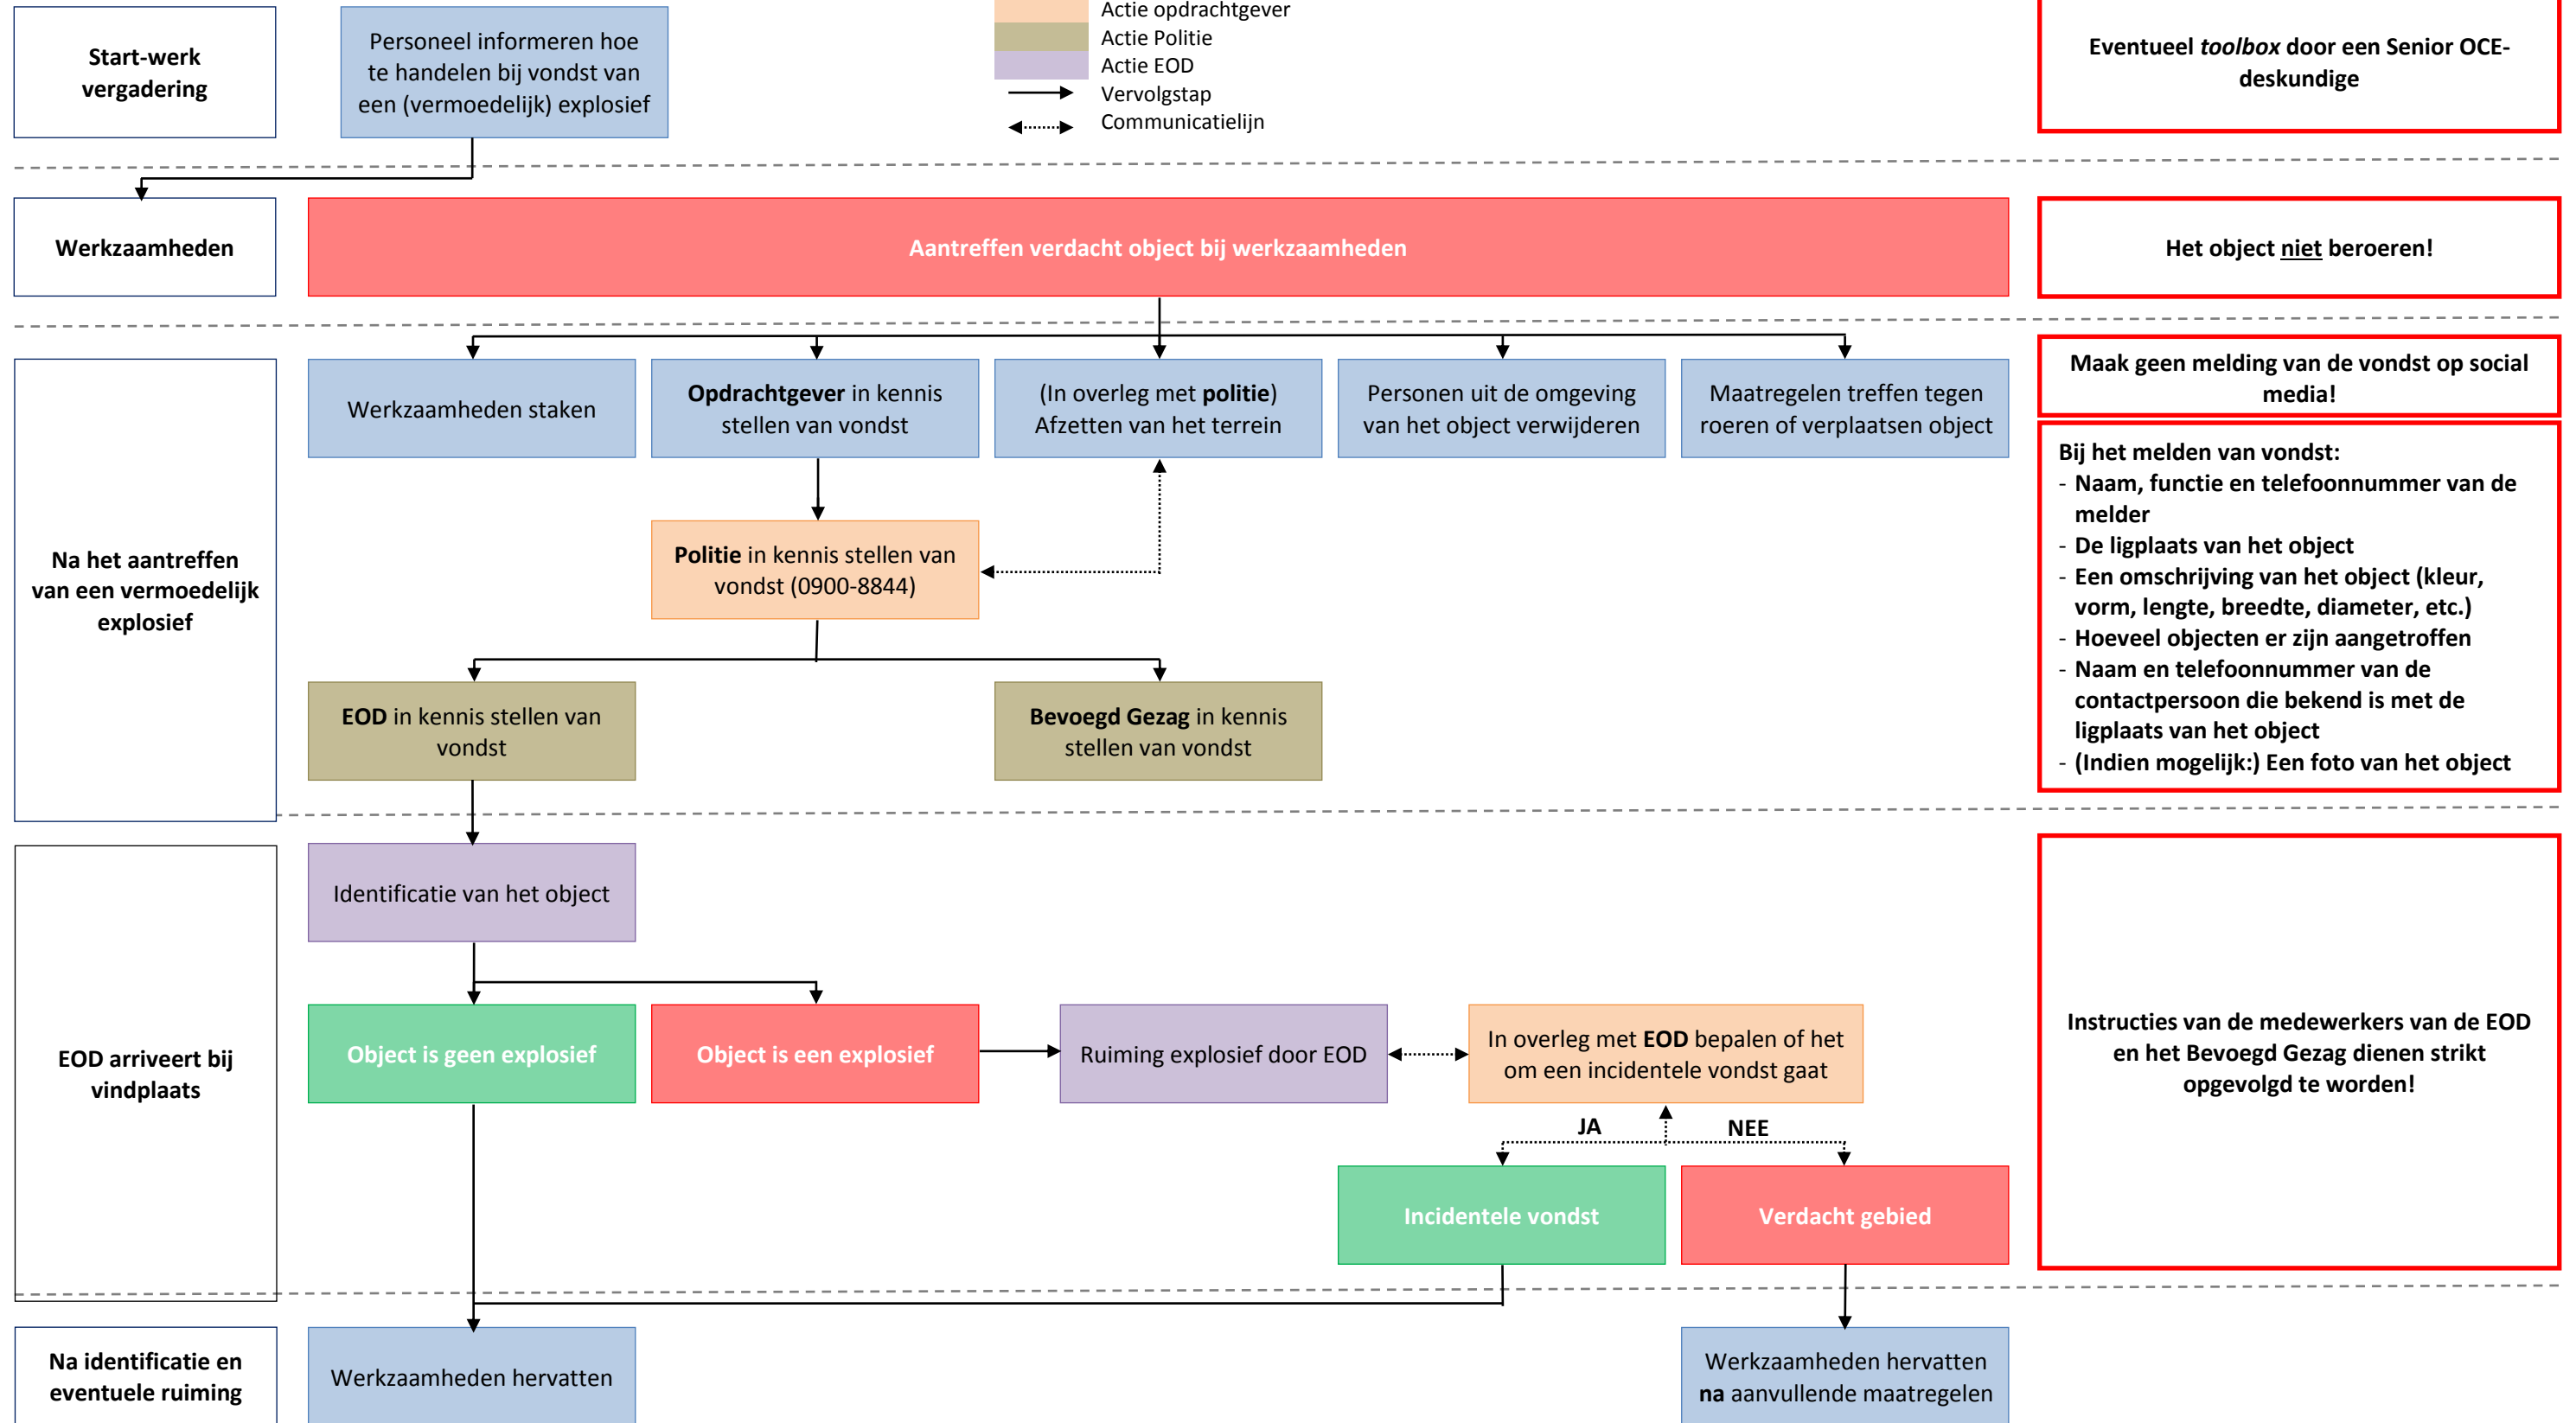 Start-werk
vergadering
Personeel informeren hoe
te handelen bij vondst van
een (vermoedelijk) explosief
Actie opdrachtgever
Actie Politie
Actie EOD
Vervolgstap
Communicatielijn
Eventueel toolbox door een Senior OCE-
deskundige
Werkzaamheden
Aantreffen verdacht object bij werkzaamheden
Het object niet beroeren!
Na het aantreffen
van een vermoedelijk
explosief
Werkzaamheden staken
Opdrachtgever in kennis
stellen van vondst
(In overleg met politie)
Afzetten van het terrein
Personen uit de omgeving
van het object verwijderen
Maatregelen treffen tegen
roeren of verplaatsen object
Maak geen melding van de vondst op social
media!
Politie in kennis stellen van
vondst (0900-8844)
EOD in kennis stellen van
vondst
Bevoegd Gezag in kennis
stellen van vondst
Bij het melden van vondst:
- Naam, functie en telefoonnummer van de
melder
- De ligplaats van het object
- Een omschrijving van het object (kleur,
vorm, lengte, breedte, diameter, etc.)
- Hoeveel objecten er zijn aangetroffen
- Naam en telefoonnummer van de
contactpersoon die bekend is met de
ligplaats van het object
- (Indien mogelijk:) Een foto van het object
EOD arriveert bij
vindplaats
Identificatie van het object
Object is geen explosief
Object is een explosief
Ruiming explosief door EOD
In overleg met EOD bepalen of het
om een incidentele vondst gaat
JA
NEE
Incidentele vondst
Verdacht gebied
Instructies van de medewerkers van de EOD
en het Bevoegd Gezag dienen strikt
opgevolgd te worden!
Na identificatie en
eventuele ruiming
Werkzaamheden hervatten
Werkzaamheden hervatten
na aanvullende maatregelen